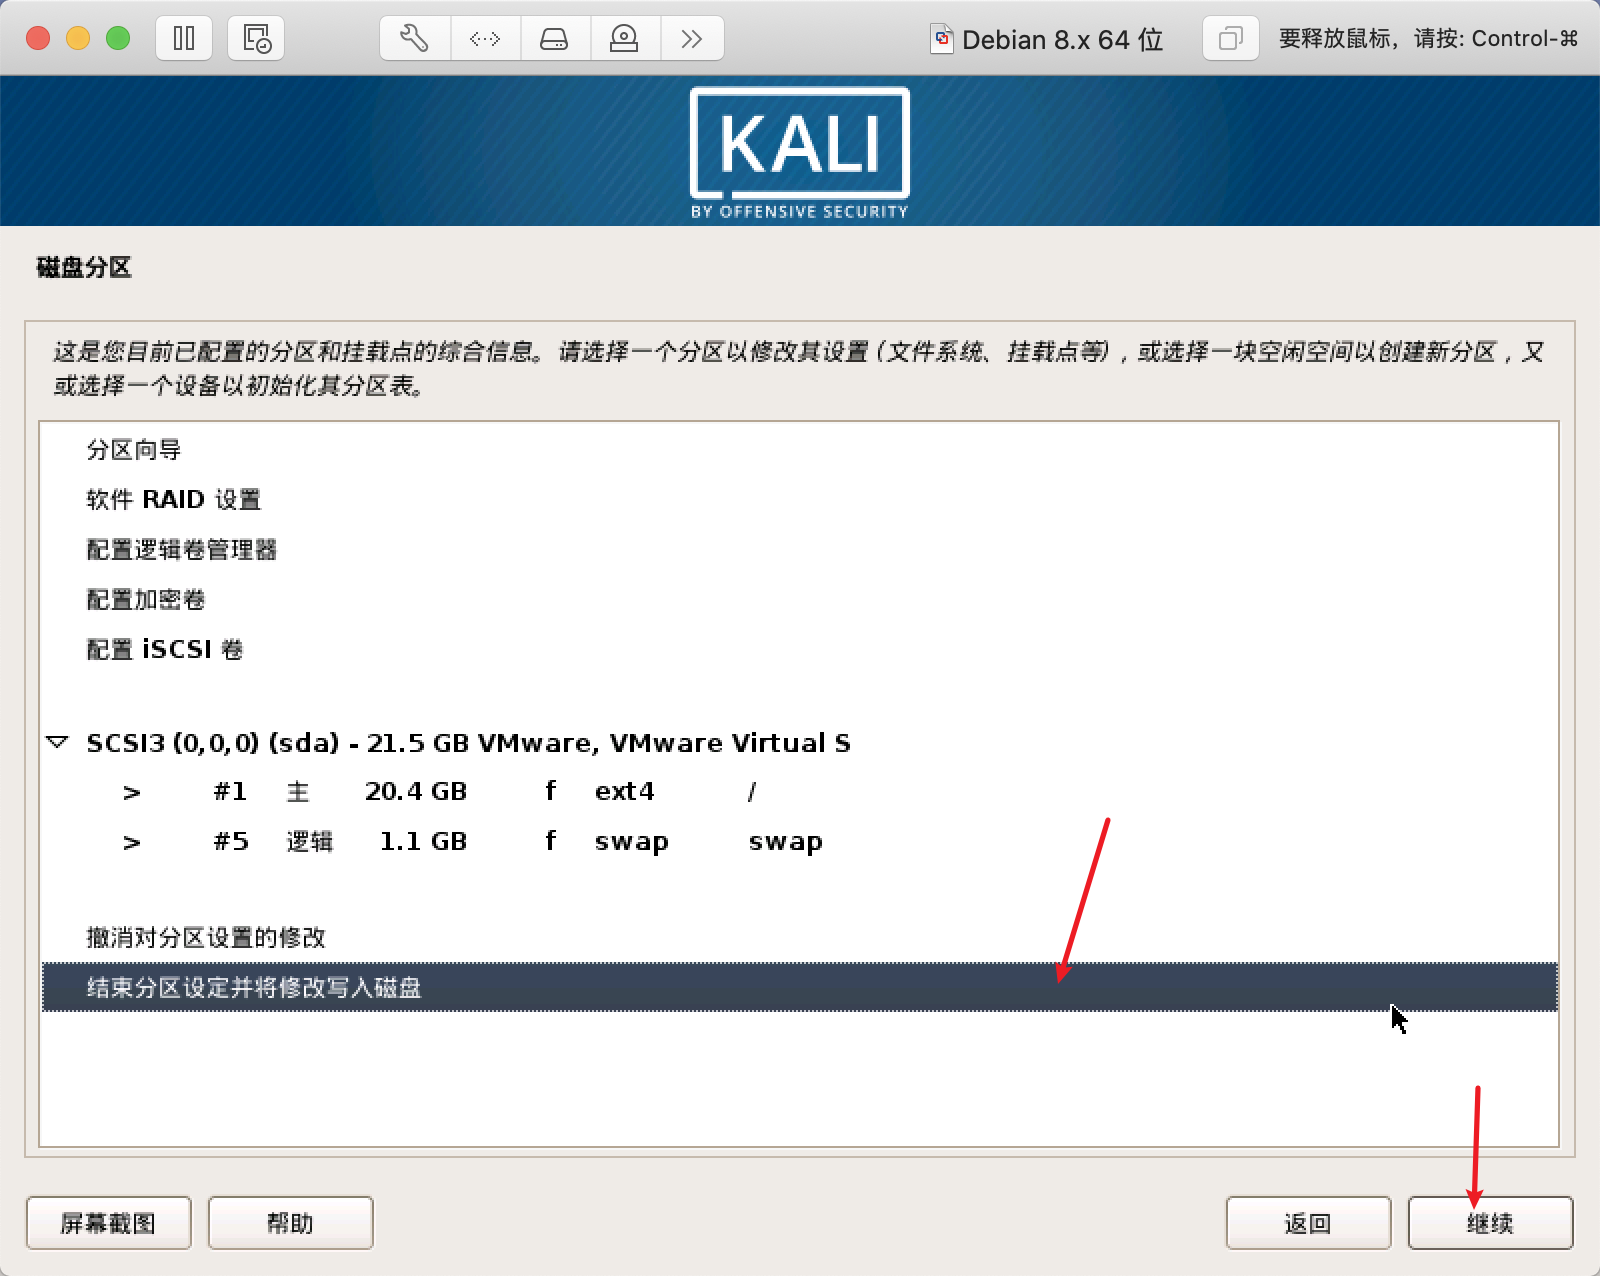 Debian 8.x 64 位
要释放鼠标，请按: Control-⌘
KALI
BY OFFENSIVE SECURITY
磁盘分区
这是您目前已配置的分区和挂载点的综合信息。请选择一个分区以修改其设置（文件系统、挂载点等），或选择一块空闲空间以创建新分区，又
或选择一个设备以初始化其分区表。
分区向导
软件 RAID 设置
配置逻辑卷管理器
配置加密卷
配置 iSCSI 卷
SCSI3 (0,0,0) (sda) - 21.5 GB VMware, VMware Virtual S
> #1 主 20.4 GB f ext4 /
> #5 逻辑 1.1 GB f swap swap
撤消对分区设置的修改
结束分区设定并将修改写入磁盘
屏幕截图 帮助 返回 继续